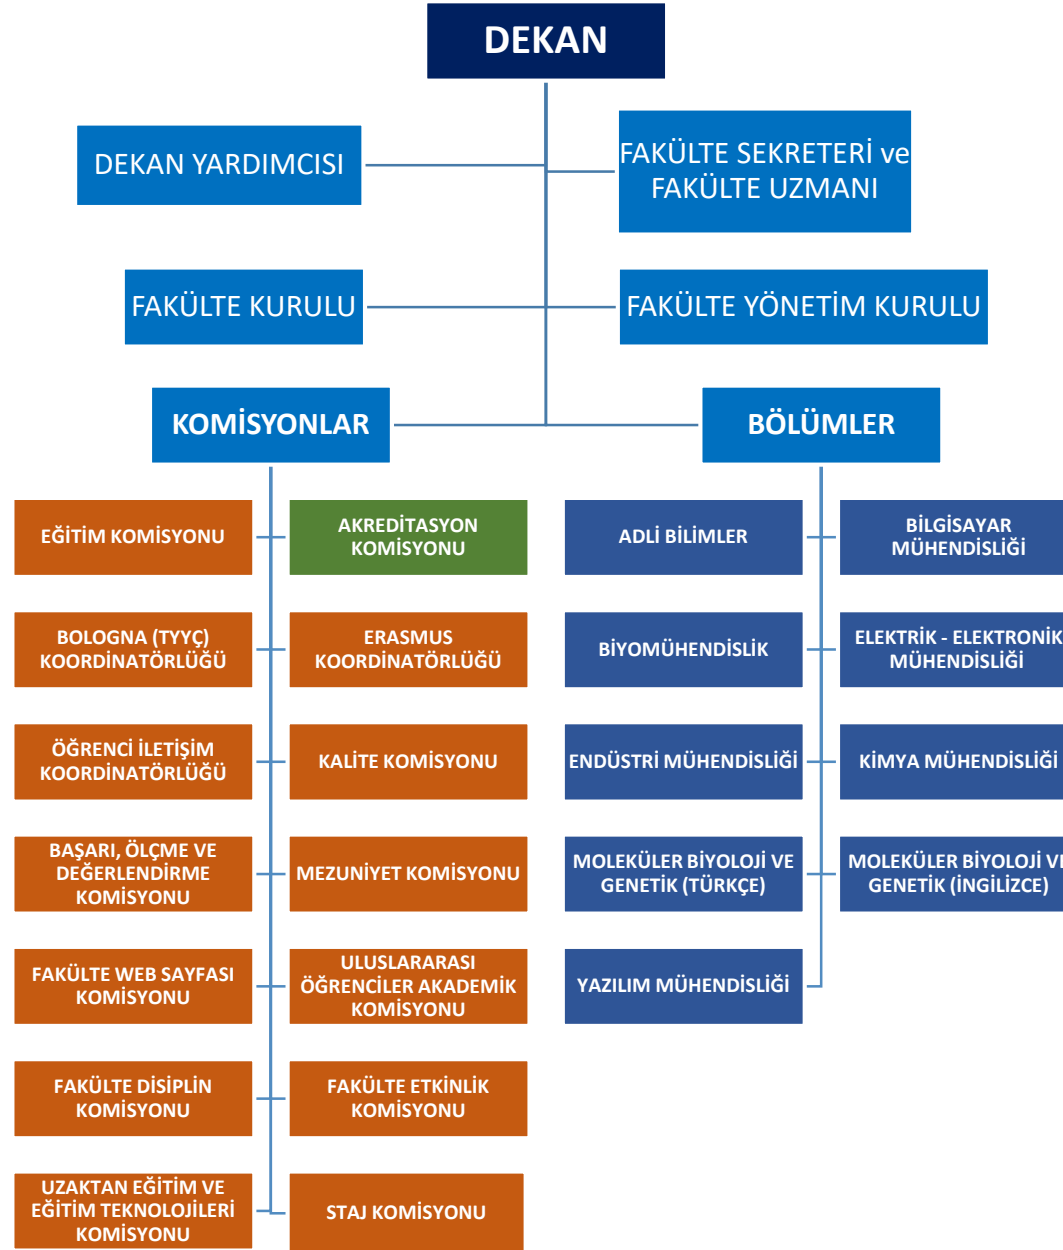 DEKAN
DEKAN YARDIMCISI
FAKÜLTE SEKRETERİ ve
FAKÜLTE UZMANI
FAKÜLTE KURULU
FAKÜLTE YÖNETİM KURULU
KOMİSYONLAR
BÖLÜMLER
EĞİTİM KOMİSYONU
AKREDİTASYON
KOMİSYONU
ADLİ BİLİMLER
BİLGİSAYAR
MÜHENDİSLİĞİ
BOLOGNA (TYYÇ)
KOORDİNATÖRLÜĞÜ
ERASMUS
KOORDİNATÖRLÜĞÜ
BİYOMÜHENDİSLİK
ELEKTRİK - ELEKTRONİK
MÜHENDİSLİĞİ
ÖĞRENCİ İLETİŞİM
KOORDİNATÖRLÜĞÜ
KALİTE KOMİSYONU
ENDÜSTRİ MÜHENDİSLİĞİ
KİMYA MÜHENDİSLİĞİ
BAŞARI, ÖLÇME VE
DEĞERLENDİRME
KOMİSYONU
MEZUNİYET KOMİSYONU
MOLEKÜLER BİYOLOJİ VE
GENETİK (TÜRKÇE)
MOLEKÜLER BİYOLOJİ VE
GENETİK (İNGİLİZCE)
FAKÜLTE WEB SAYFASI
KOMİSYONU
ULUSLARARASI
ÖĞRENCİLER AKADEMİK
KOMİSYONU
YAZILIM MÜHENDİSLİĞİ
FAKÜLTE DİSİPLİN
KOMİSYONU
FAKÜLTE ETKİNLİK
KOMİSYONU
UZAKTAN EĞİTİM VE
EĞİTİM TEKNOLOJİLERİ
KOMİSYONU
STAJ KOMİSYONU